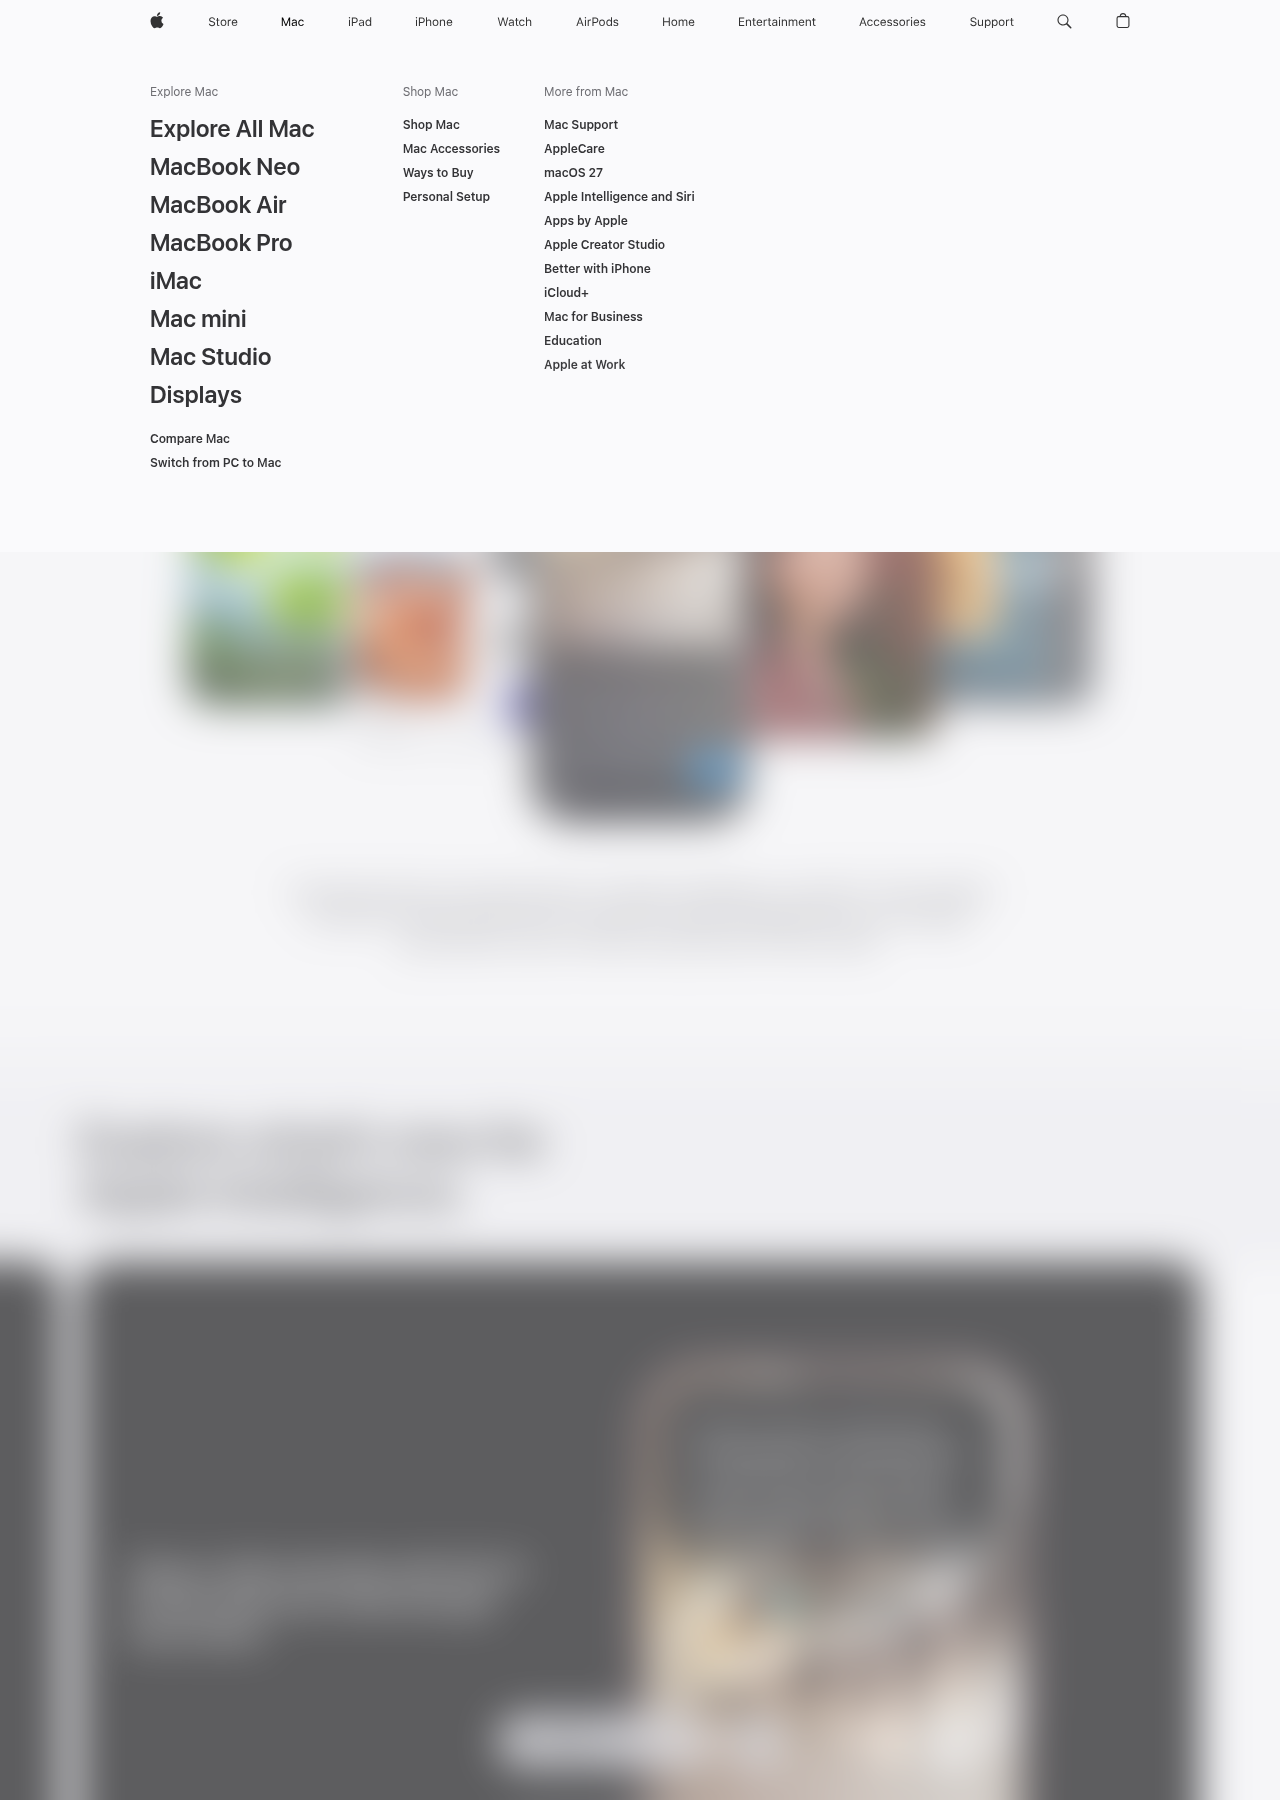 Store
Mac
iPad
iPhone
Watch
AirPods
Home
Entertainment
Accessories
Support
Explore Mac
Explore All Mac
MacBook Neo
MacBook Air
MacBook Pro
iMac
Mac mini
Mac Studio
Displays
Compare Mac
Switch from PC to Mac
Shop Mac
Shop Mac
Mac Accessories
Ways to Buy
Personal Setup
More from Mac
Mac Support
AppleCare
macOS 27
Apple Intelligence and Siri
Apps by Apple
Apple Creator Studio
Better with iPhone
iCloud+
Mac for Business
Education
Apple at Work